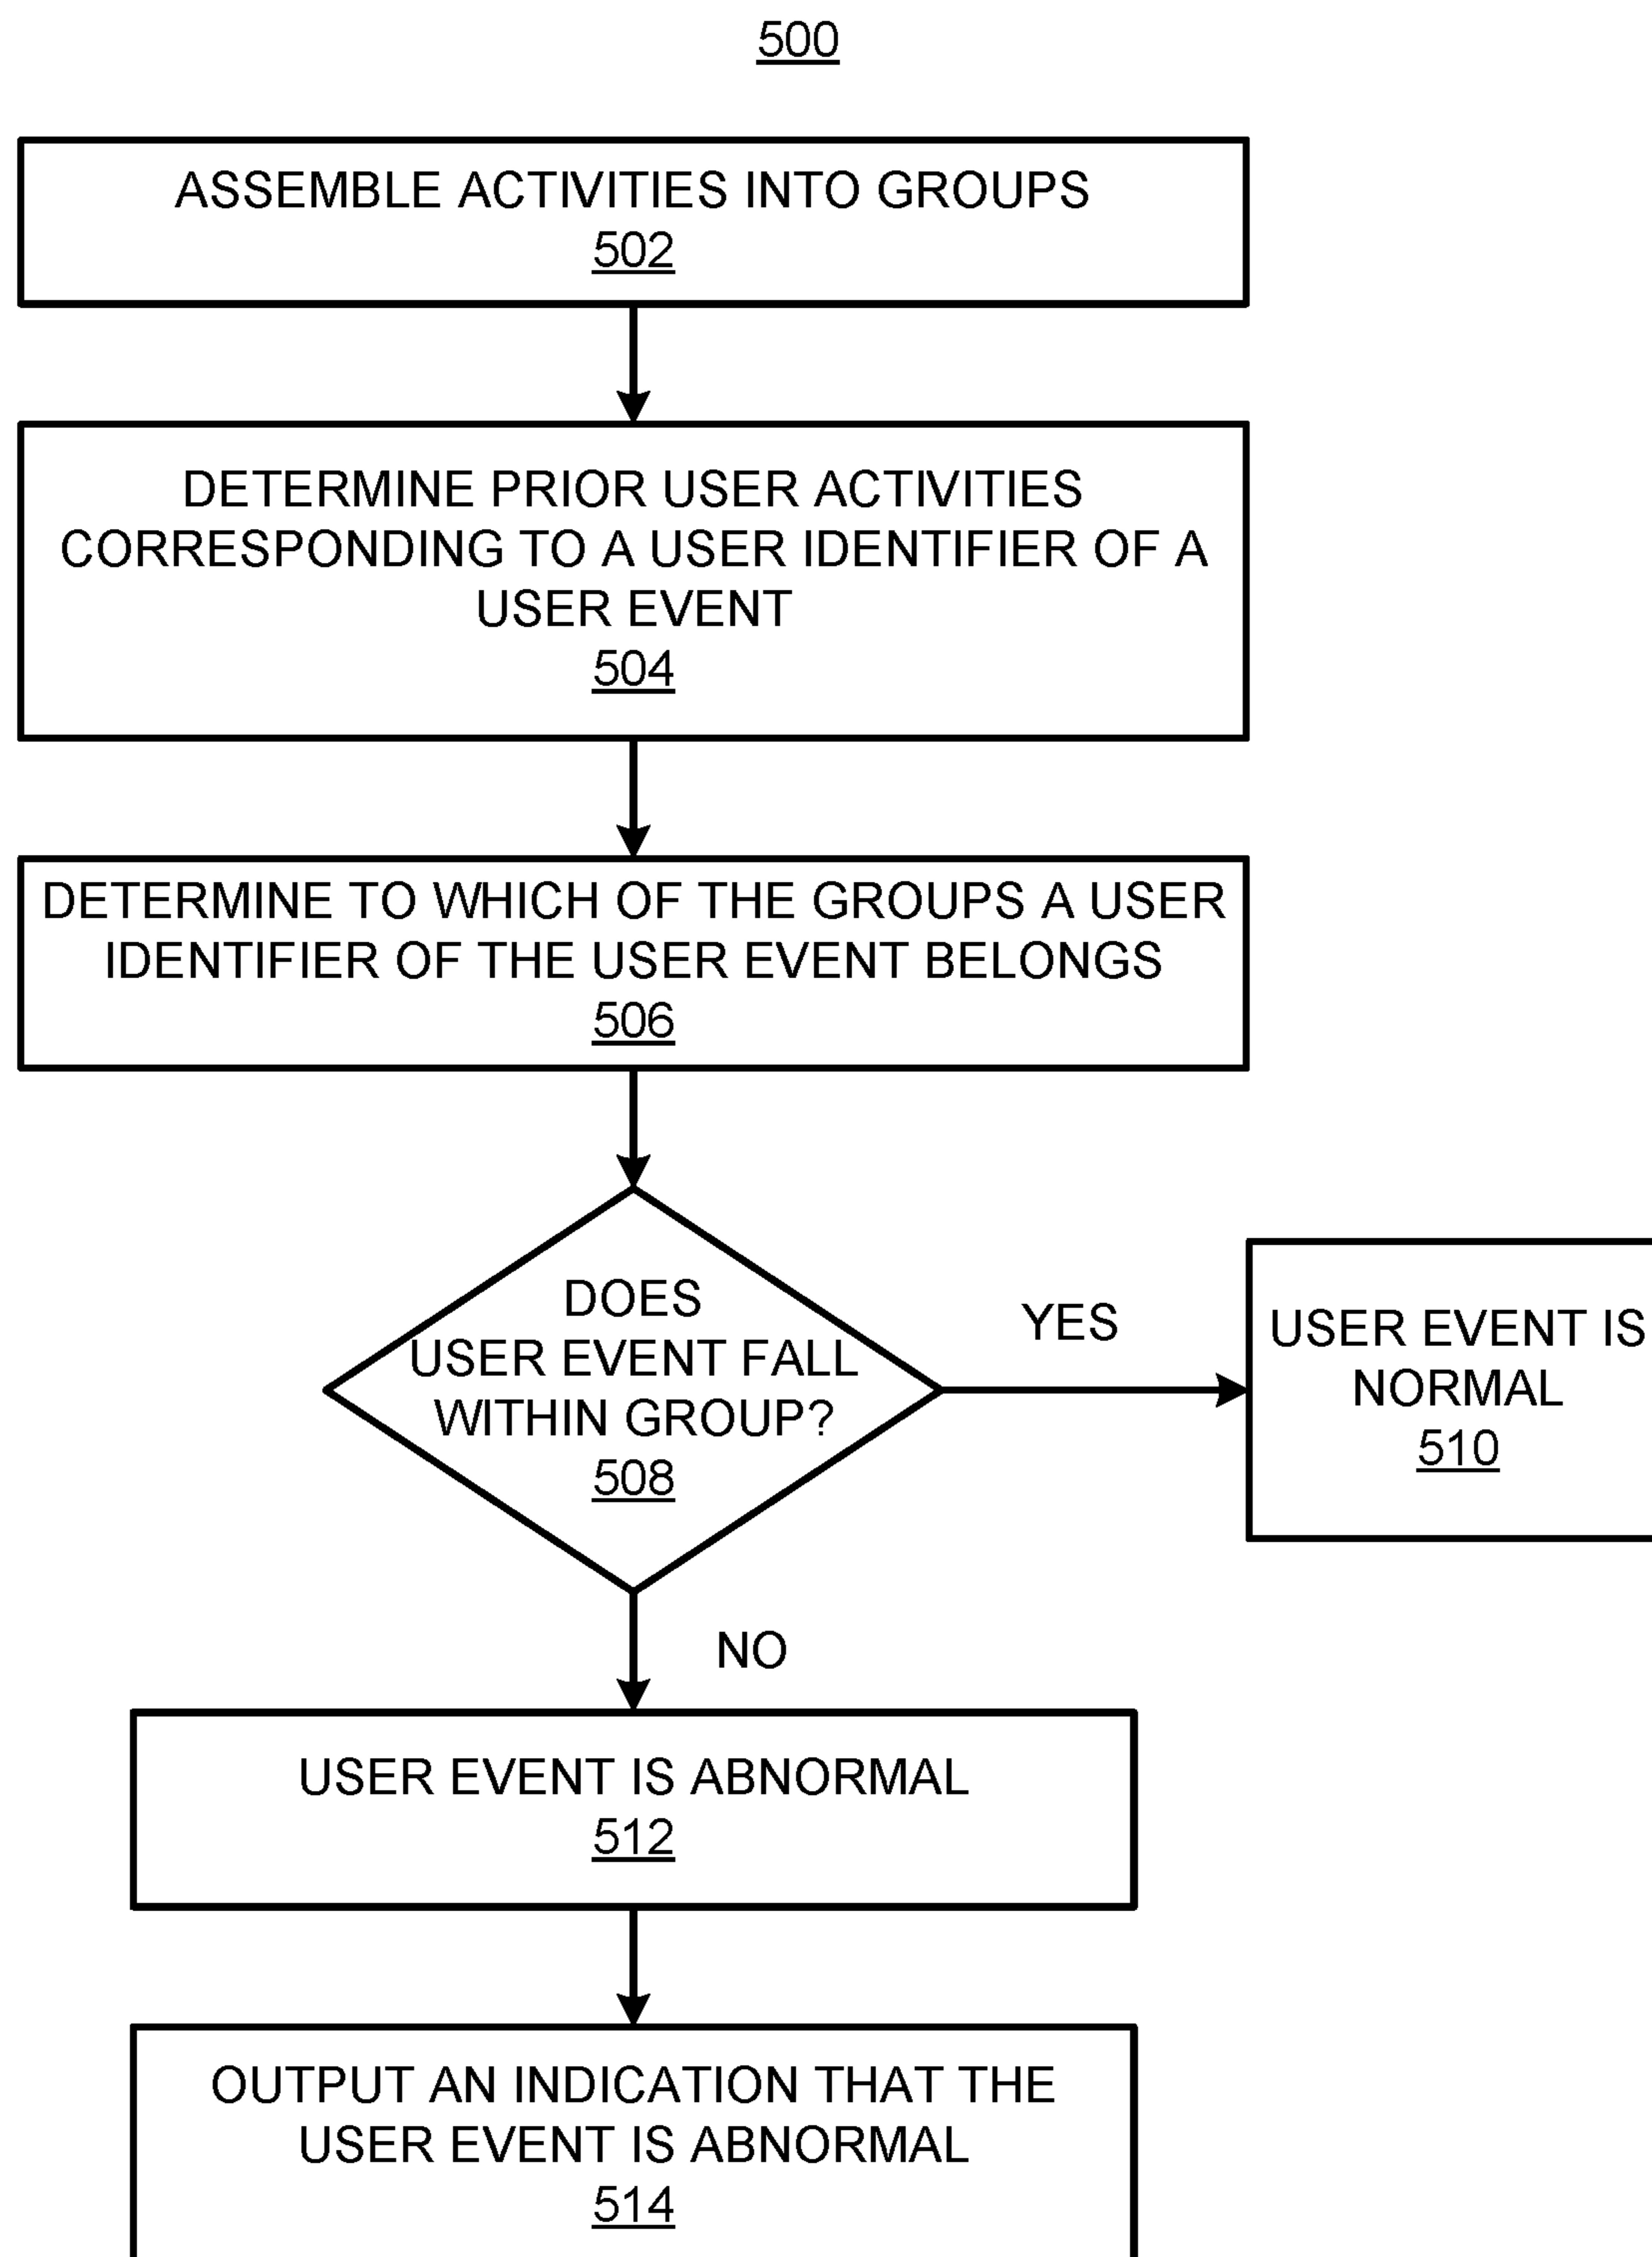 500
ASSEMBLE ACTIVITIES INTO GROUPS
502
DETERMINE PRIOR USER ACTIVITIES
CORRESPONDING TO A USER IDENTIFIER OF A
USER EVENT
504
DETERMINE TO WHICH OF THE GROUPS A USER
IDENTIFIER OF THE USER EVENT BELONGS
506
DOES
USER EVENT FALL
WITHIN GROUP?
508
YES
USER EVENT IS
NORMAL
510
NO
USER EVENT IS ABNORMAL
512
OUTPUT AN INDICATION THAT THE
USER EVENT IS ABNORMAL
514